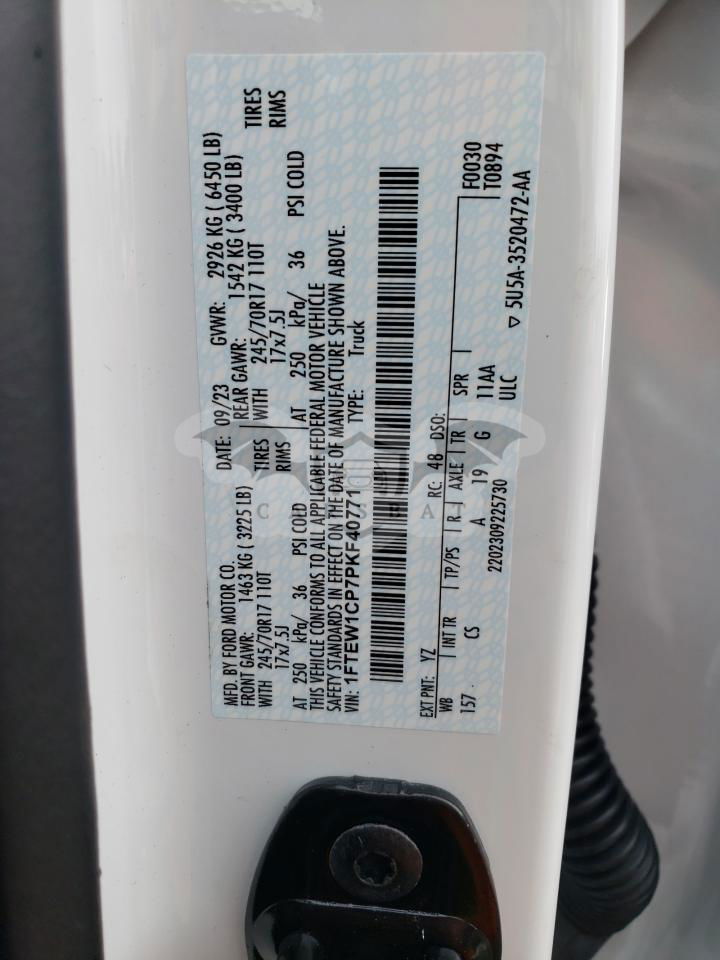 MFD. BY FORD MOTOR CO. DATE: 09/23 GVWR: 2926 KG ( 6450 LB)
FRONT GAWR: 1463 KG ( 3225 LB) REAR GAWR: 1542 KG ( 3400 LB)
WITH 245/70R17 110T TIRES WITH 245/70R17 110T TIRES
17x7.5J RIMS 17x7.5J RIMS
AT 250 kPa/ 36 PSI COLD AT 250 kPa/ 36 PSI COLD
THIS VEHICLE CONFORMS TO ALL APPLICABLE FEDERAL MOTOR VEHICLE
SAFETY STANDARDS IN EFFECT ON THE DATE OF MANUFACTURE SHOWN ABOVE.
VIN: 1FTEW1CP7PKF40771 TYPE: Truck
EXT PNT: YZ RC: 48 DSO: F0030
WB INT TR TP/PS R AXLE TR SPR T0894
157 CS A 19 G 11AA
ULC
2202309225730
▽ 5U5A-3520472-AA